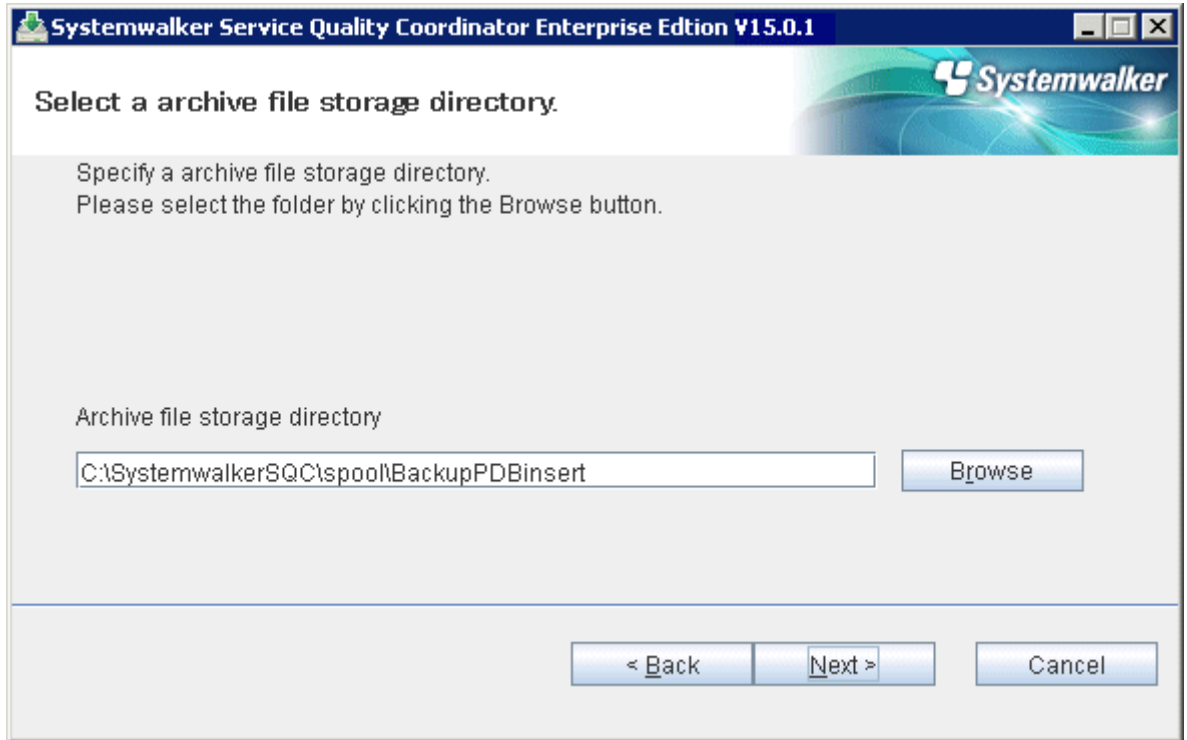 Systemwalker Service Quality Coordinator Enterprise Edtion V15.0.1
Systemwalker
Select a archive file storage directory.
Specify a archive file storage directory.
Please select the folder by clicking the Browse button.
Archive file storage directory
C:\SystemwalkerSQC\spool\BackupPDBinsert
Browse
< Back
Next >
Cancel